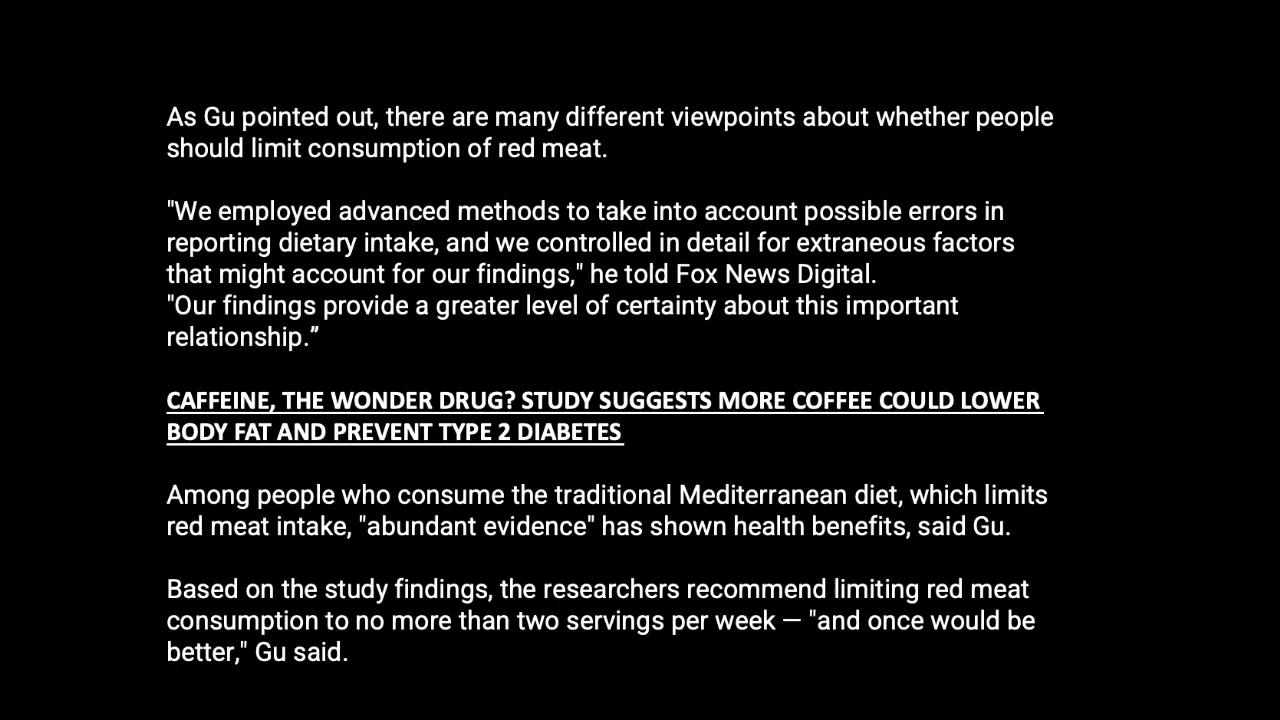 As Gu pointed out, there are many different viewpoints about whether people
should limit consumption of red meat.
"We employed advanced methods to take into account possible errors in
reporting dietary intake, and we controlled in detail for extraneous factors
that might account for our findings," he told Fox News Digital.
"Our findings provide a greater level of certainty about this important
relationship.”
CAFFEINE, THE WONDER DRUG? STUDY SUGGESTS MORE COFFEE COULD LOWER
BODY FAT AND PREVENT TYPE 2 DIABETES
Among people who consume the traditional Mediterranean diet, which limits
red meat intake, "abundant evidence" has shown health benefits, said Gu.
Based on the study findings, the researchers recommend limiting red meat
consumption to no more than two servings per week — "and once would be
better," Gu said.